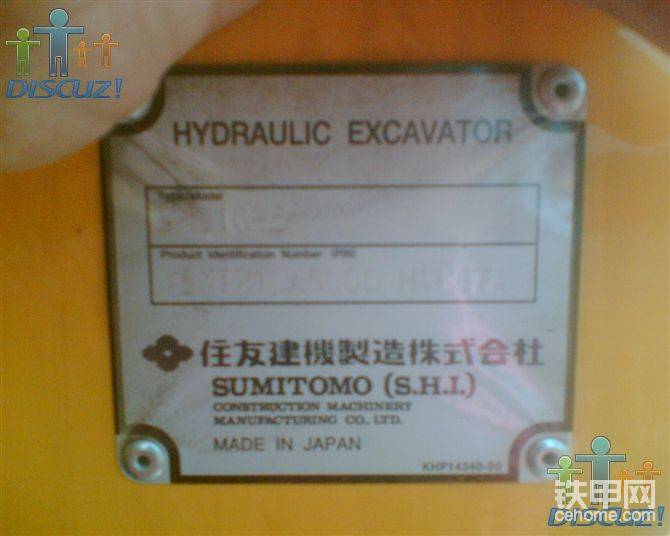 DISCUZ!
HYDRAULIC EXCAVATOR
Type/Model
Product Identification Number (PIN)
住友建機製造株式会社
SUMITOMO (S.H.I.)
CONSTRUCTION MACHINERY
MANUFACTURING CO., LTD.
MADE IN JAPAN
KHP14340-00
铁甲网
cehome.com
DISCUZ!